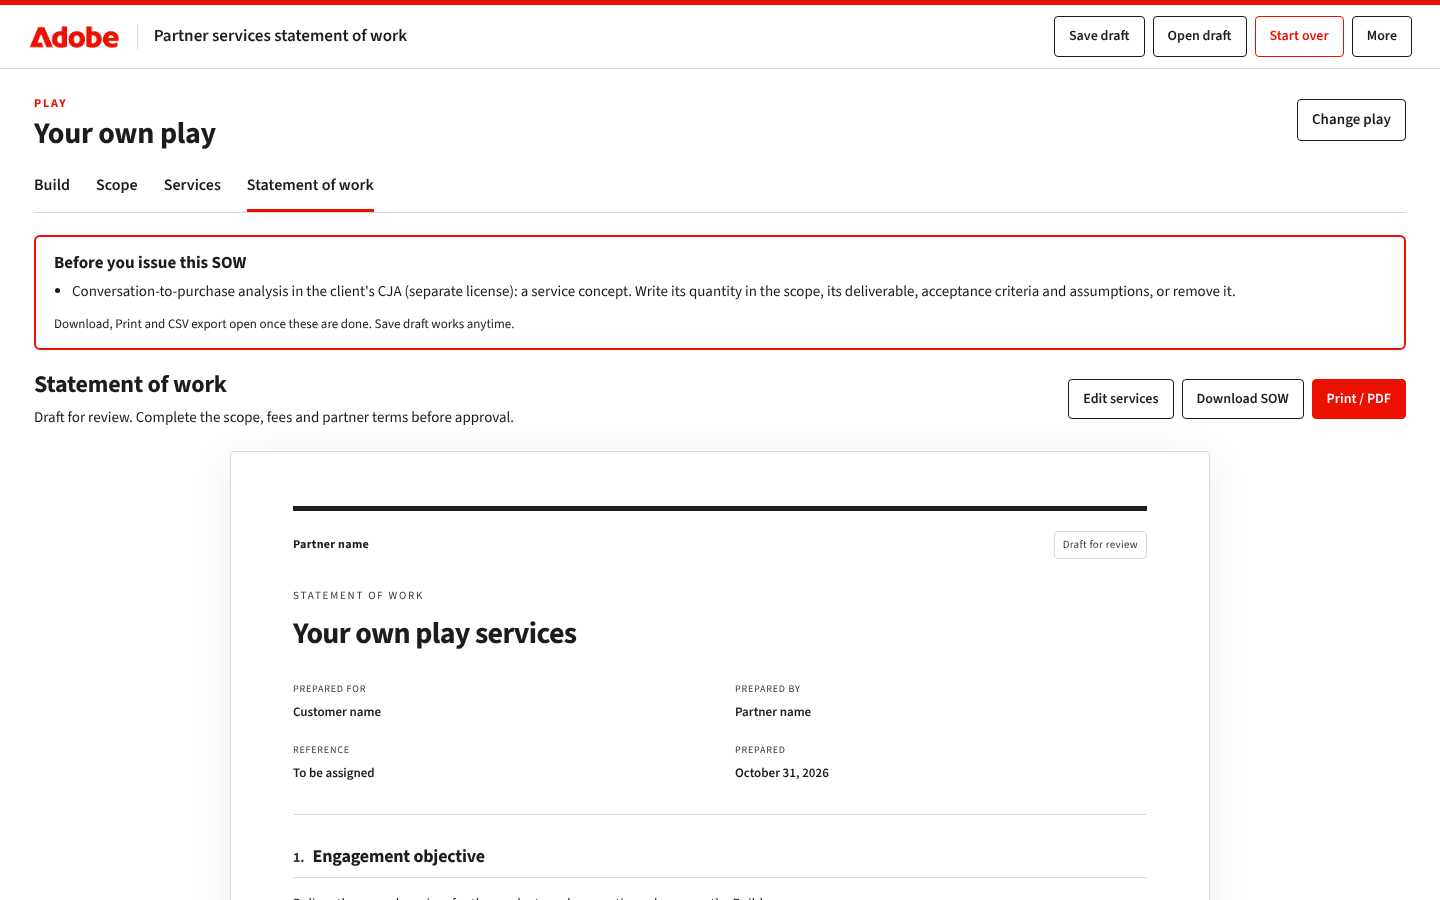 Adobe
Partner services statement of work
Save draft
Open draft
Start over
More
PLAY
Your own play
Change play
Build
Scope
Services
Statement of work
Before you issue this SOW
• Conversation-to-purchase analysis in the client's CJA (separate license): a service concept. Write its quantity in the scope, its deliverable, acceptance criteria and assumptions, or remove it.
Download, Print and CSV export open once these are done. Save draft works anytime.
Statement of work
Draft for review. Complete the scope, fees and partner terms before approval.
Edit services
Download SOW
Print / PDF
Partner name
Draft for review
STATEMENT OF WORK
Your own play services
PREPARED FOR
Customer name
PREPARED BY
Partner name
REFERENCE
To be assigned
PREPARED
October 31, 2026
1. Engagement objective